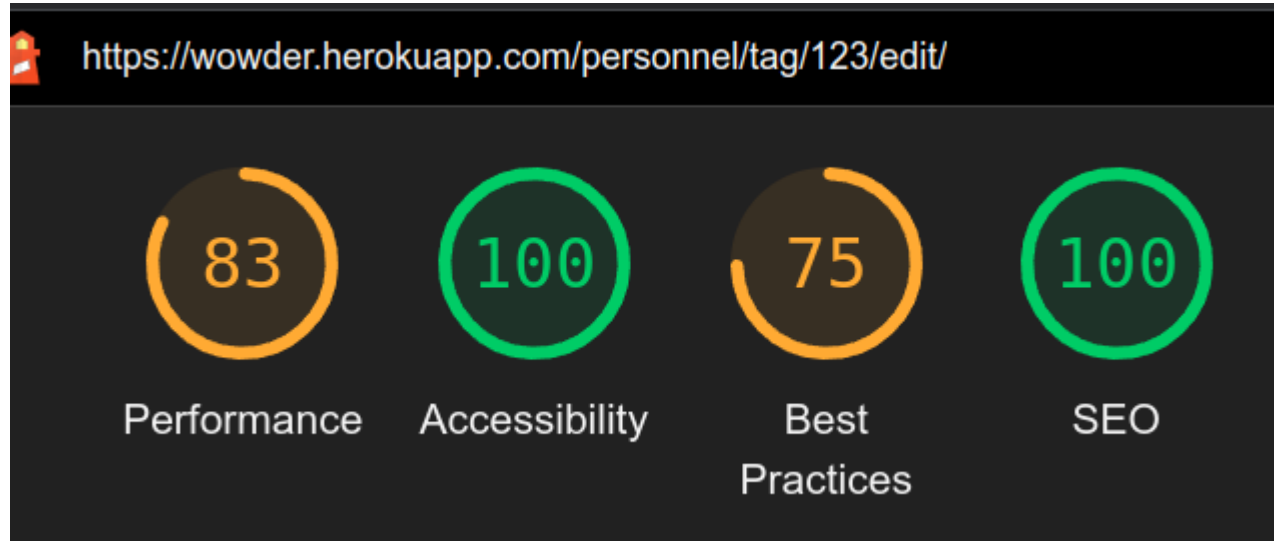 https://wowder.herokuapp.com/personnel/tag/123/edit/
83 100 75 100
Performance Accessibility Best Practices SEO